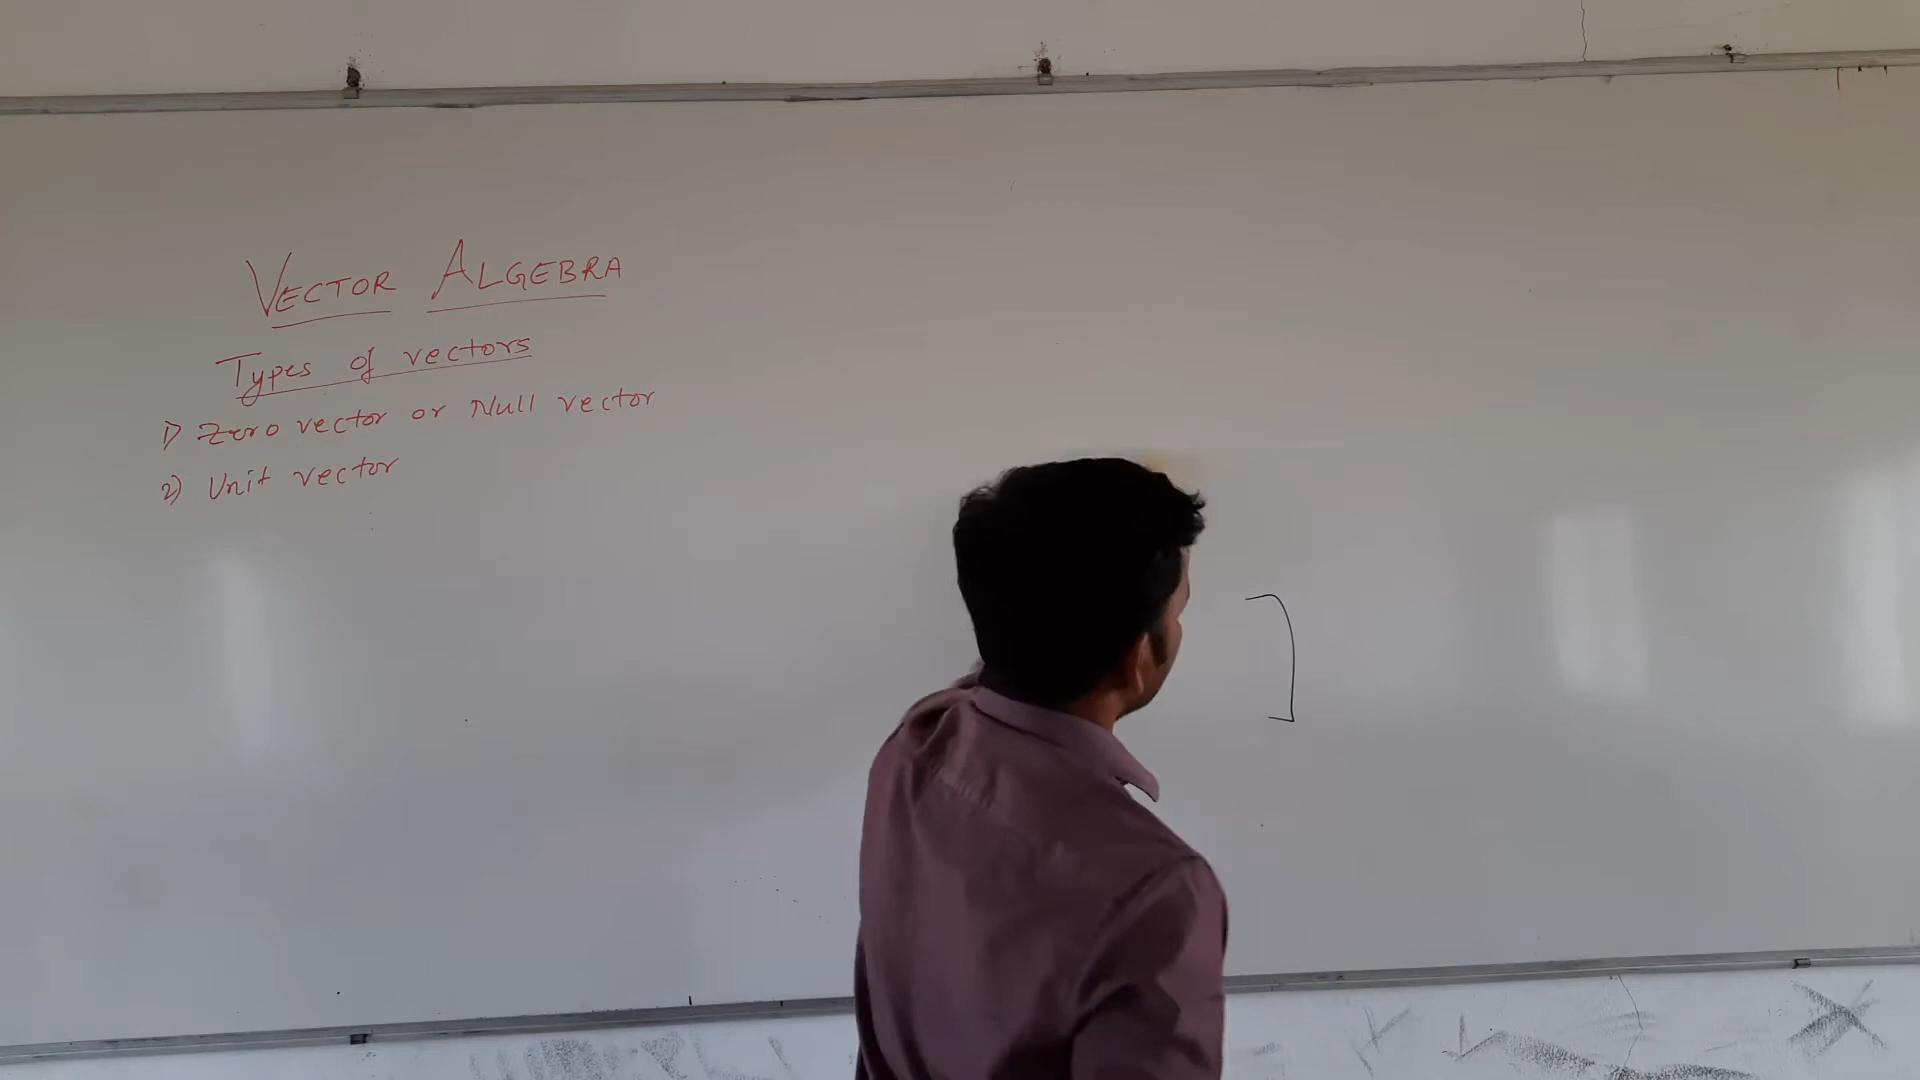 VECTOR ALGEBRA
Types of vectors
1) Zero vector or Null vector
2) Unit vector